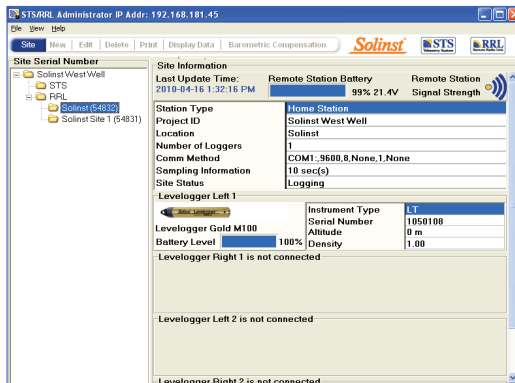 STS/RRL Administrator IP Addr: 192.168.181.45
File View Help
Site New Edit Delete Print Display Data Barometric Compensation Solinst STS RRL
Site Serial Number
Solinst West Well
STS
RRL
Solinst (54832)
Solinst Site 1 (54831)
Site Information
Last Update Time: Remote Station Battery Remote Station
2010-04-16 1:32:16 PM 99% 21.4V Signal Strength
Station Type Home Station
Project ID Solinst West Well
Location Solinst
Number of Loggers 1
Comm Method COM1:,9600,8,None,1,None
Sampling Information 10 sec(s)
Site Status Logging
Levelogger Left 1
Levelogger Gold M100
Battery Level 100%
Instrument Type LT
Serial Number 1050108
Altitude 0 m
Density 1.00
Levelogger Right 1 is not connected
Levelogger Left 2 is not connected
Levelogger Right 2 is not connected